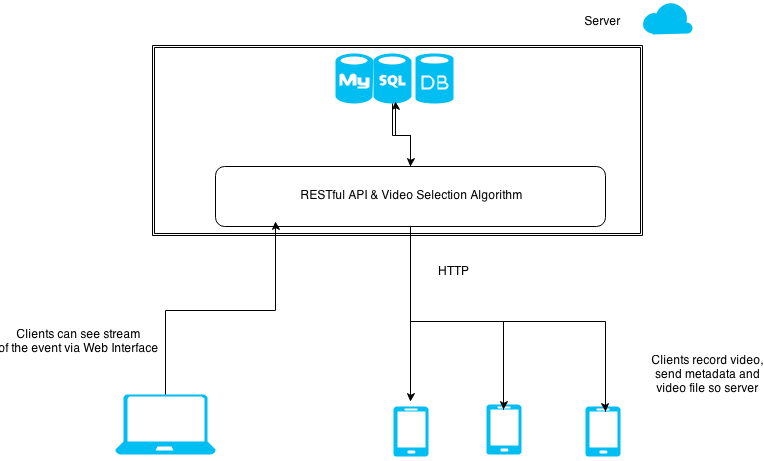 Server
My SQL DB
RESTful API & Video Selection Algorithm
HTTP
Clients can see stream
of the event via Web Interface
Clients record video,
send metadata and
video file so server